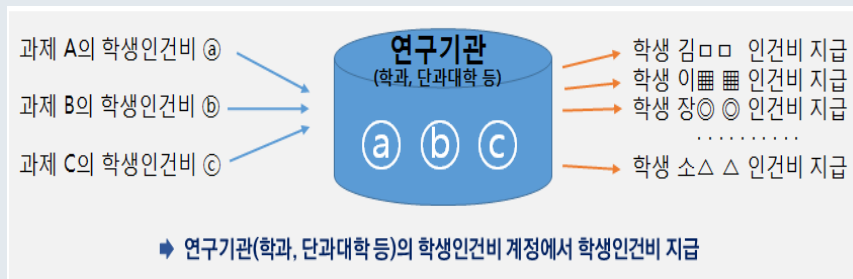 과제 A의 학생인건비 ⓐ
과제 B의 학생인건비 ⓑ
과제 C의 학생인건비 ⓒ
연구기관
(학과, 단과대학 등)
ⓐ ⓑ ⓒ
학생 김ㅁㅁ 인건비 지급
학생 이▦ ▦ 인건비 지급
학생 장◎ ◎ 인건비 지급
..........
학생 소△ △ 인건비 지급
➡ 연구기관(학과, 단과대학 등)의 학생인건비 계정에서 학생인건비 지급